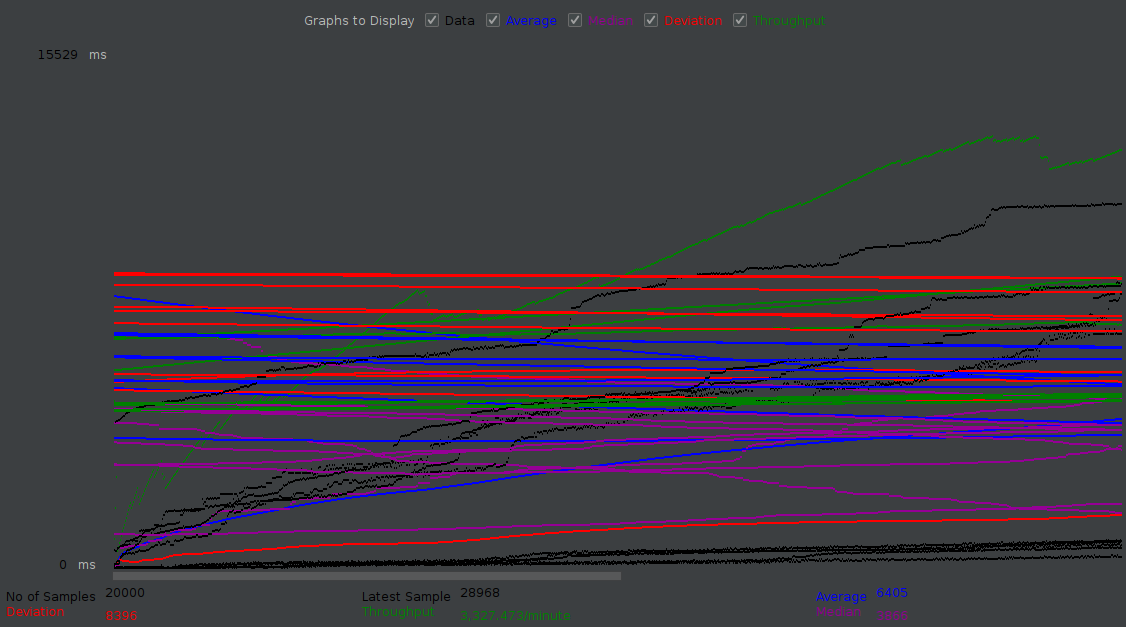 Graphs to Display Data Average Median Deviation Throughput
15529 ms
0 ms
No of Samples 20000 Latest Sample 28968 Average 6405
Deviation 8396 Throughput 3,327.473/minute Median